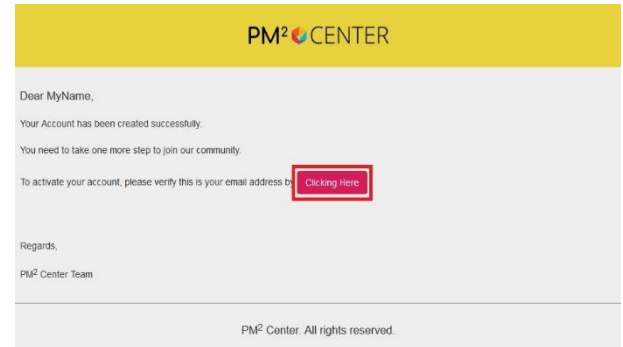 PM² CENTER
Dear MyName,
Your Account has been created successfully.
You need to take one more step to join our community.
To activate your account, please verify this is your email address by Clicking Here
Regards,
PM² Center Team
PM² Center. All rights reserved.